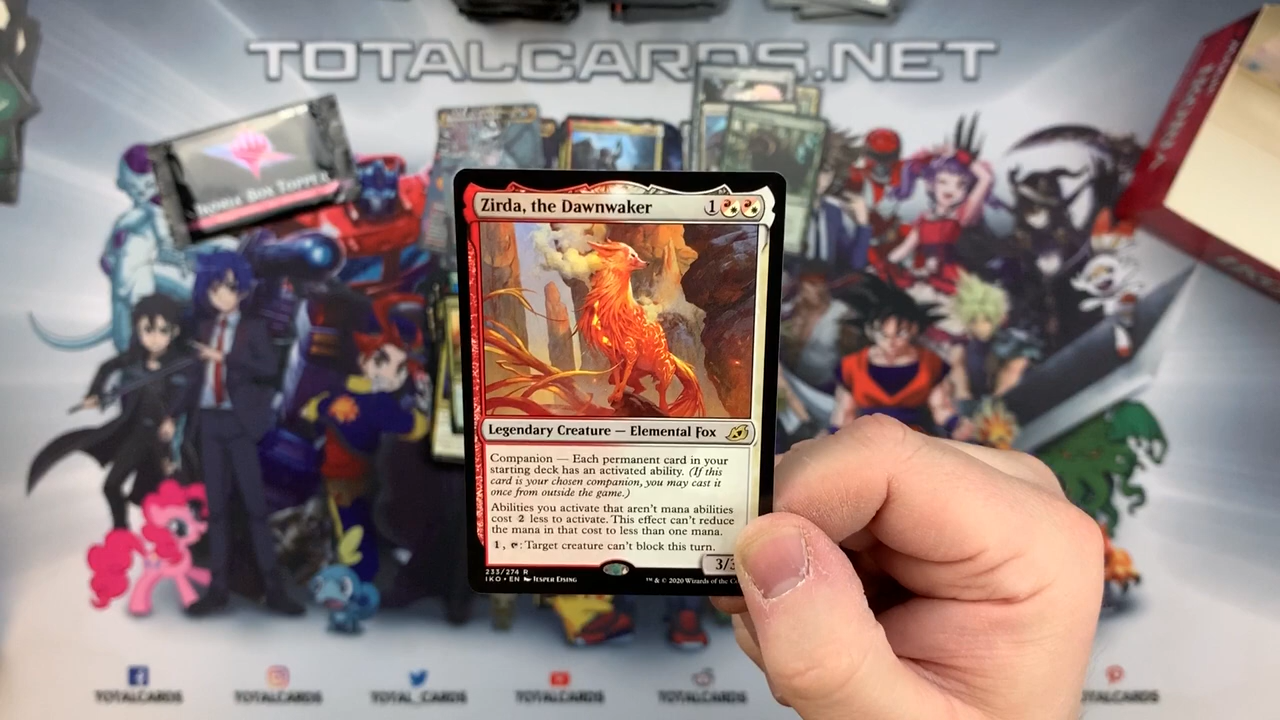 TOTALCARDS.NET
Zirda, the Dawnwaker 1
Legendary Creature — Elemental Fox
Companion — Each permanent card in your
starting deck has an activated ability. (If this
card is your chosen companion, you may cast it
once from outside the game.)
Abilities you activate that aren't mana abilities
cost 2 less to activate. This effect can't reduce
the mana in that cost to less than one mana.
1, : Target creature can't block this turn.
3/3
233/274 R
IKO • EN Jesper Ejsing
™ & © 2020 Wizards of the
Box Topper
TOTALCARDS
TOTALCARDS
TOTAL_CARDS
TOTALCARDS
TOTALCARDS